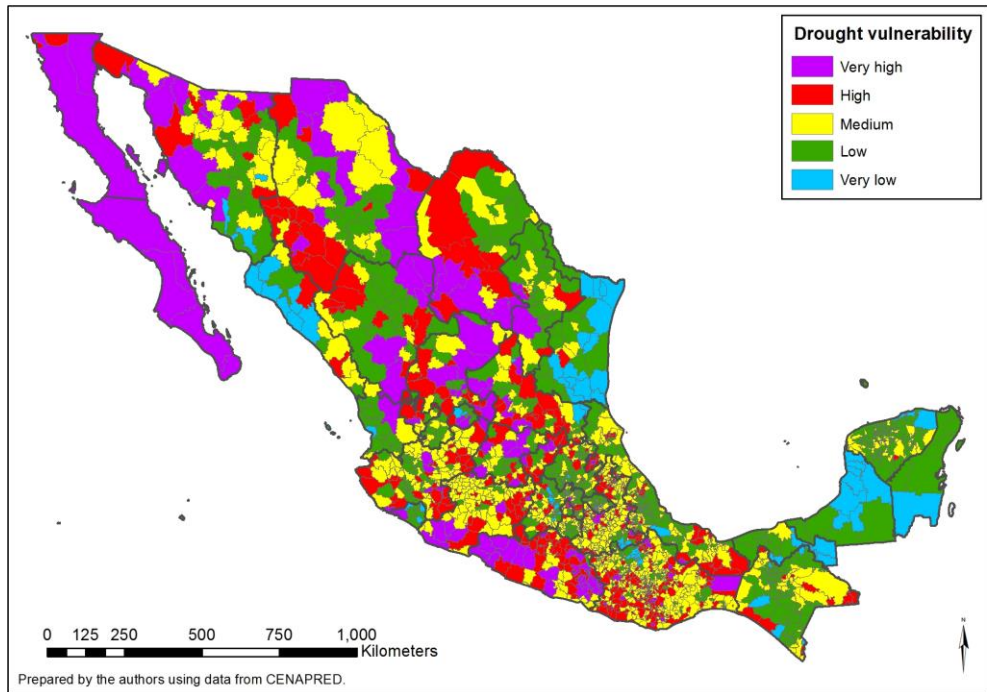 Drought vulnerability
Very high
High
Medium
Low
Very low
0 125 250 500 750 1,000
Kilometers
Prepared by the authors using data from CENAPRED.
N